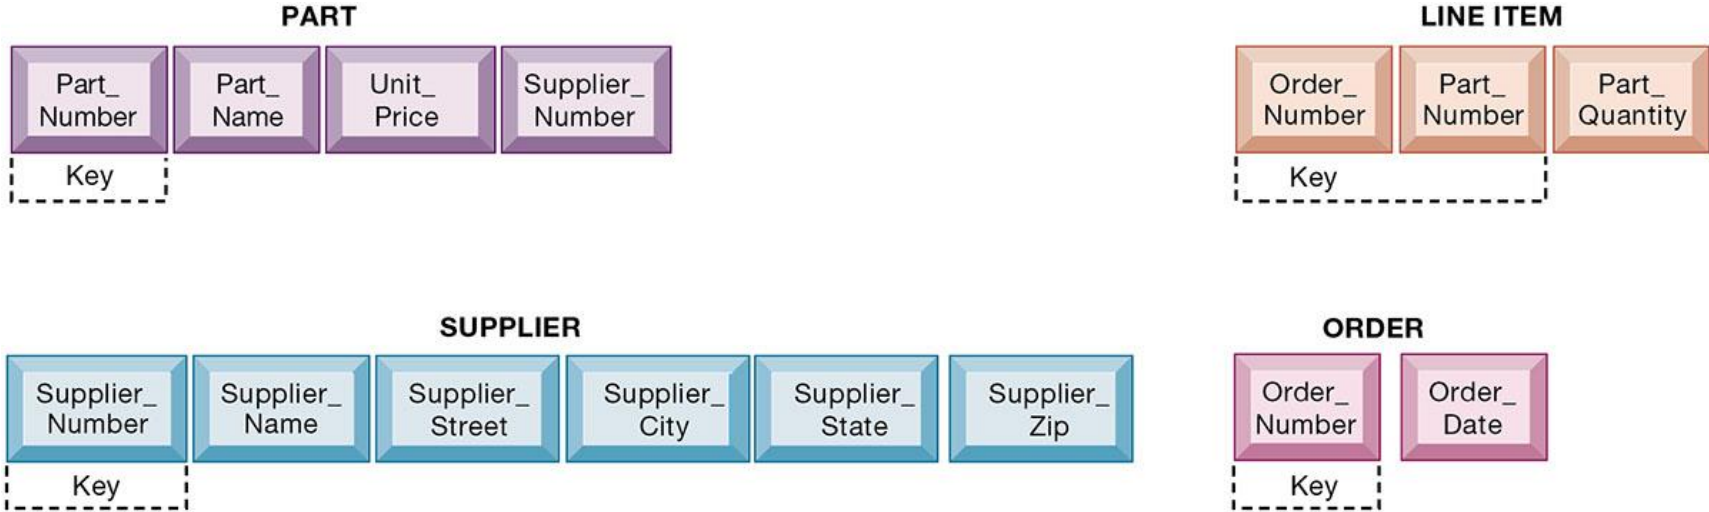 PART
Part_
Number
Part_
Name
Unit_
Price
Supplier_
Number
Key
LINE ITEM
Order_
Number
Part_
Number
Part_
Quantity
Key
SUPPLIER
Supplier_
Number
Supplier_
Name
Supplier_
Street
Supplier_
City
Supplier_
State
Supplier_
Zip
Key
ORDER
Order_
Number
Order_
Date
Key